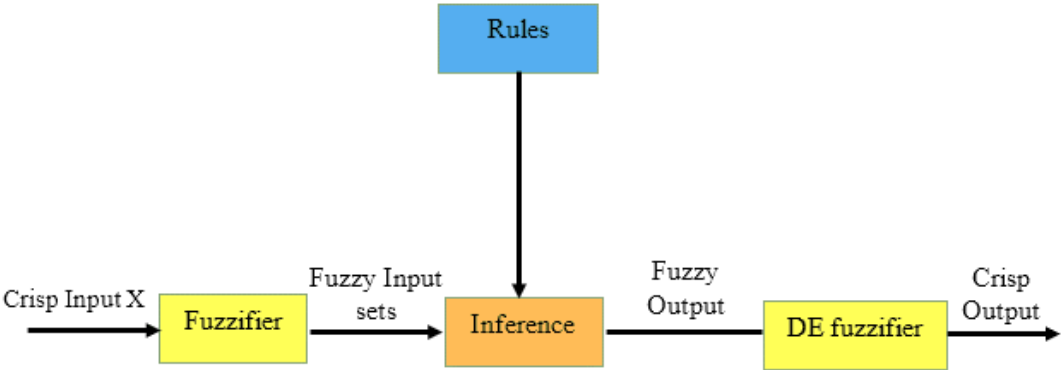 Rules
Crisp Input X
Fuzzifier
Fuzzy Input
sets
Inference
Fuzzy
Output
DE fuzzifier
Crisp
Output